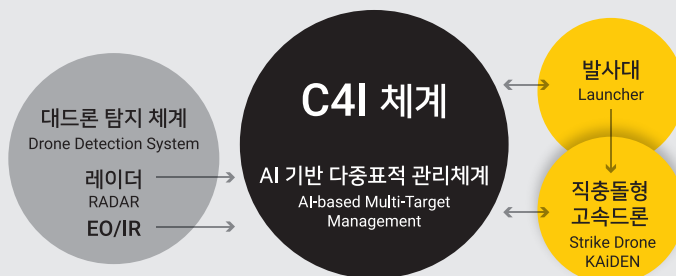 대드론 탐지 체계
Drone Detection System
레이더
RADAR
EO/IR
C4I 체계
AI 기반 다중표적 관리체계
AI-based Multi-Target
Management
발사대
Launcher
직충돌형
고속드론
Strike Drone
KAiDEN